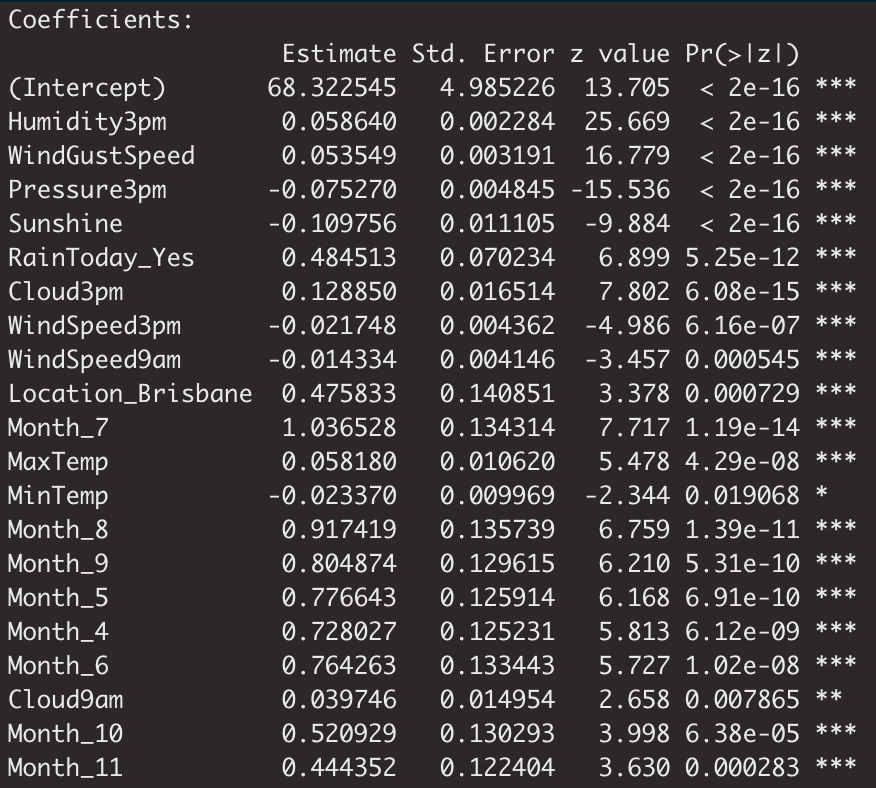 Coefficients:
Estimate Std. Error z value Pr(>|z|)
(Intercept) 68.322545 4.985226 13.705 < 2e-16 ***
Humidity3pm 0.058640 0.002284 25.669 < 2e-16 ***
WindGustSpeed 0.053549 0.003191 16.779 < 2e-16 ***
Pressure3pm -0.075270 0.004845 -15.536 < 2e-16 ***
Sunshine -0.109756 0.011105 -9.884 < 2e-16 ***
RainToday_Yes 0.484513 0.070234 6.899 5.25e-12 ***
Cloud3pm 0.128850 0.016514 7.802 6.08e-15 ***
WindSpeed3pm -0.021748 0.004362 -4.986 6.16e-07 ***
WindSpeed9am -0.014334 0.004146 -3.457 0.000545 ***
Location_Brisbane 0.475833 0.140851 3.378 0.000729 ***
Month_7 1.036528 0.134314 7.717 1.19e-14 ***
MaxTemp 0.058180 0.010620 5.478 4.29e-08 ***
MinTemp -0.023370 0.009969 -2.344 0.019068 *
Month_8 0.917419 0.135739 6.759 1.39e-11 ***
Month_9 0.804874 0.129615 6.210 5.31e-10 ***
Month_5 0.776643 0.125914 6.168 6.91e-10 ***
Month_4 0.728027 0.125231 5.813 6.12e-09 ***
Month_6 0.764263 0.133443 5.727 1.02e-08 ***
Cloud9am 0.039746 0.014954 2.658 0.007865 **
Month_10 0.520929 0.130293 3.998 6.38e-05 ***
Month_11 0.444352 0.122404 3.630 0.000283 ***